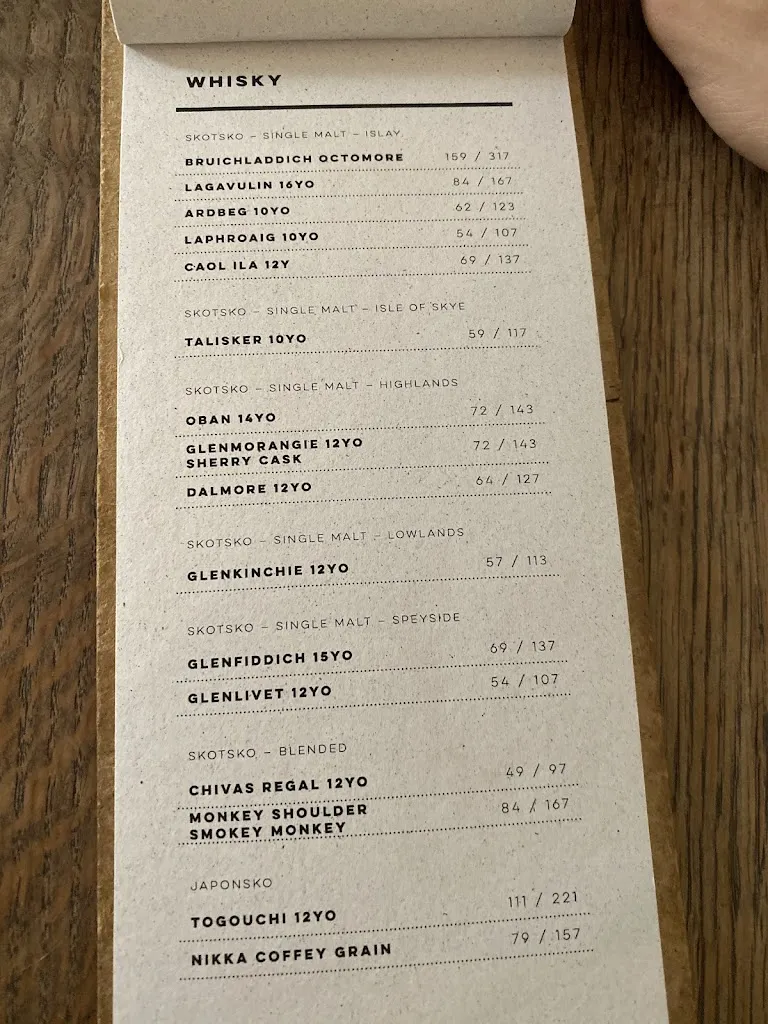 WHISKY
SKOTSKO – SINGLE MALT – ISLAY
BRUICHLADDICH OCTOMORE 159 / 317
LAGAVULIN 16YO 84 / 167
ARDBEG 10YO 62 / 123
LAPHROAIG 10YO 54 / 107
CAOL ILA 12Y 69 / 137
SKOTSKO – SINGLE MALT – ISLE OF SKYE
TALISKER 10YO 59 / 117
SKOTSKO – SINGLE MALT – HIGHLANDS
OBAN 14YO 72 / 143
GLENMORANGIE 12YO 72 / 143
SHERRY CASK
DALMORE 12YO 64 / 127
SKOTSKO – SINGLE MALT – LOWLANDS
GLENKINCHIE 12YO 57 / 113
SKOTSKO – SINGLE MALT – SPEYSIDE
GLENFIDDICH 15YO 69 / 137
GLENLIVET 12YO 54 / 107
SKOTSKO – BLENDED
CHIVAS REGAL 12YO 49 / 97
MONKEY SHOULDER 84 / 167
SMOKEY MONKEY
JAPONSKO
TOGOUCHI 12YO 111 / 221
NIKKA COFFEY GRAIN 79 / 157